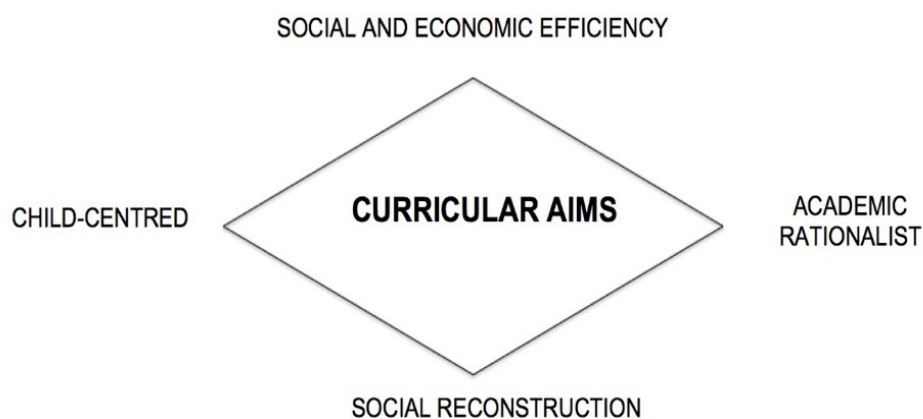 SOCIAL AND ECONOMIC EFFICIENCY
CHILD-CENTRED
CURRICULAR AIMS
ACADEMIC
RATIONALIST
SOCIAL RECONSTRUCTION